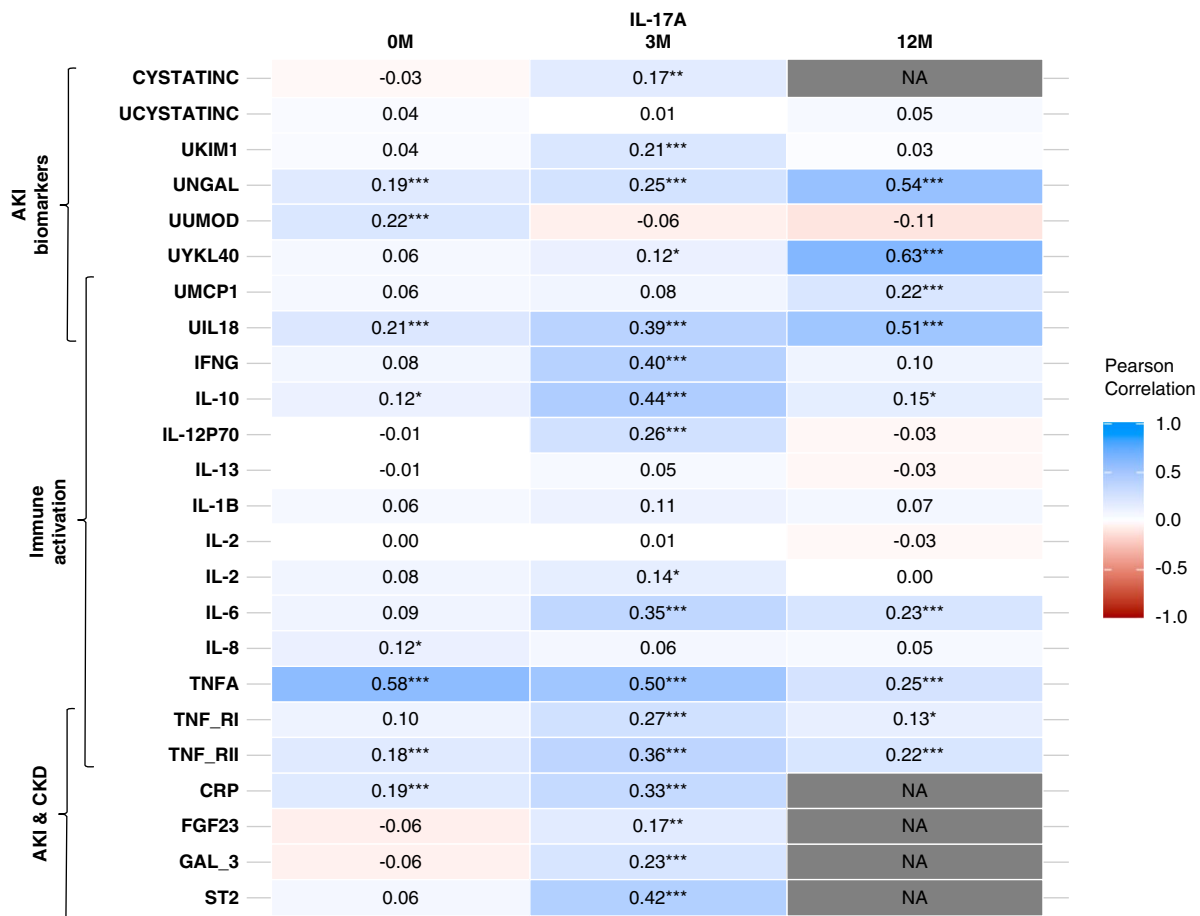 IL-17A
0M 3M 12M
AKI
biomarkers
Immune
activation
AKI & CKD
CYSTATINC -0.03 0.17** NA
UCYSTATINC 0.04 0.01 0.05
UKIM1 0.04 0.21*** 0.03
UNGAL 0.19*** 0.25*** 0.54***
UUMOD 0.22*** -0.06 -0.11
UYKL40 0.06 0.12* 0.63***
UMCP1 0.06 0.08 0.22***
UIL18 0.21*** 0.39*** 0.51***
IFNG 0.08 0.40*** 0.10
IL-10 0.12* 0.44*** 0.15*
IL-12P70 -0.01 0.26*** -0.03
IL-13 -0.01 0.05 -0.03
IL-1B 0.06 0.11 0.07
IL-2 0.00 0.01 -0.03
IL-2 0.08 0.14* 0.00
IL-6 0.09 0.35*** 0.23***
IL-8 0.12* 0.06 0.05
TNFA 0.58*** 0.50*** 0.25***
TNF_RI 0.10 0.27*** 0.13*
TNF_RII 0.18*** 0.36*** 0.22***
CRP 0.19*** 0.33*** NA
FGF23 -0.06 0.17** NA
GAL_3 -0.06 0.23*** NA
ST2 0.06 0.42*** NA
Pearson
Correlation
1.0
0.5
0.0
-0.5
-1.0